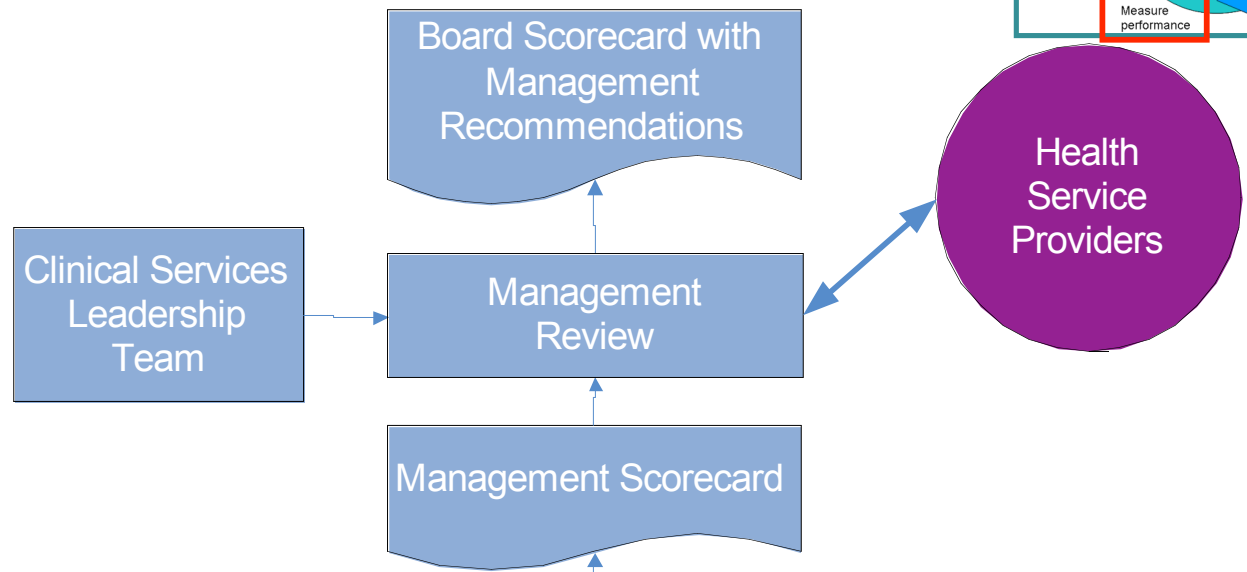 Measure
performance
Board Scorecard with
Management
Recommendations
Health
Service
Providers
Clinical Services
Leadership
Team
Management
Review
Management Scorecard